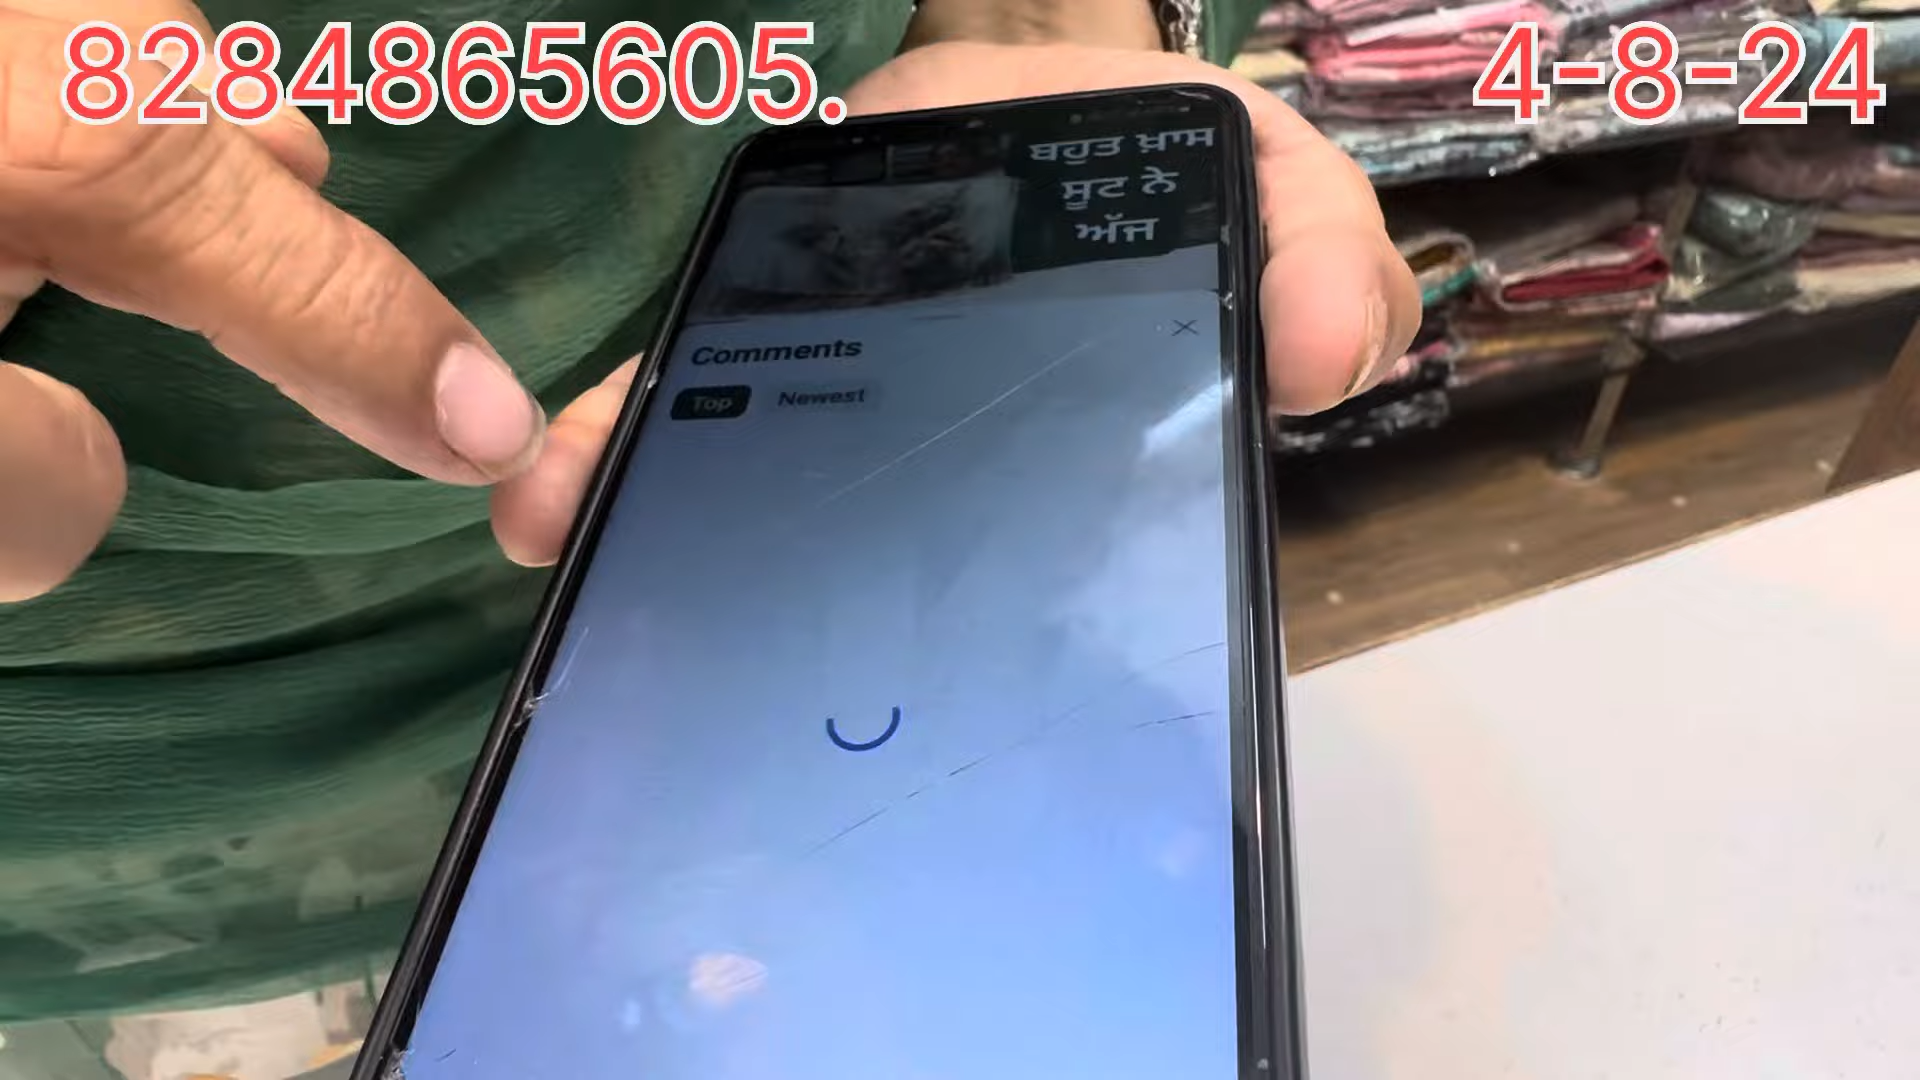 8284865605.
4-8-24
ਬਹੁਤ ਖ਼ਾਸ
ਸੂਟ ਨੇ
ਅੱਜ
Comments
Top Newest